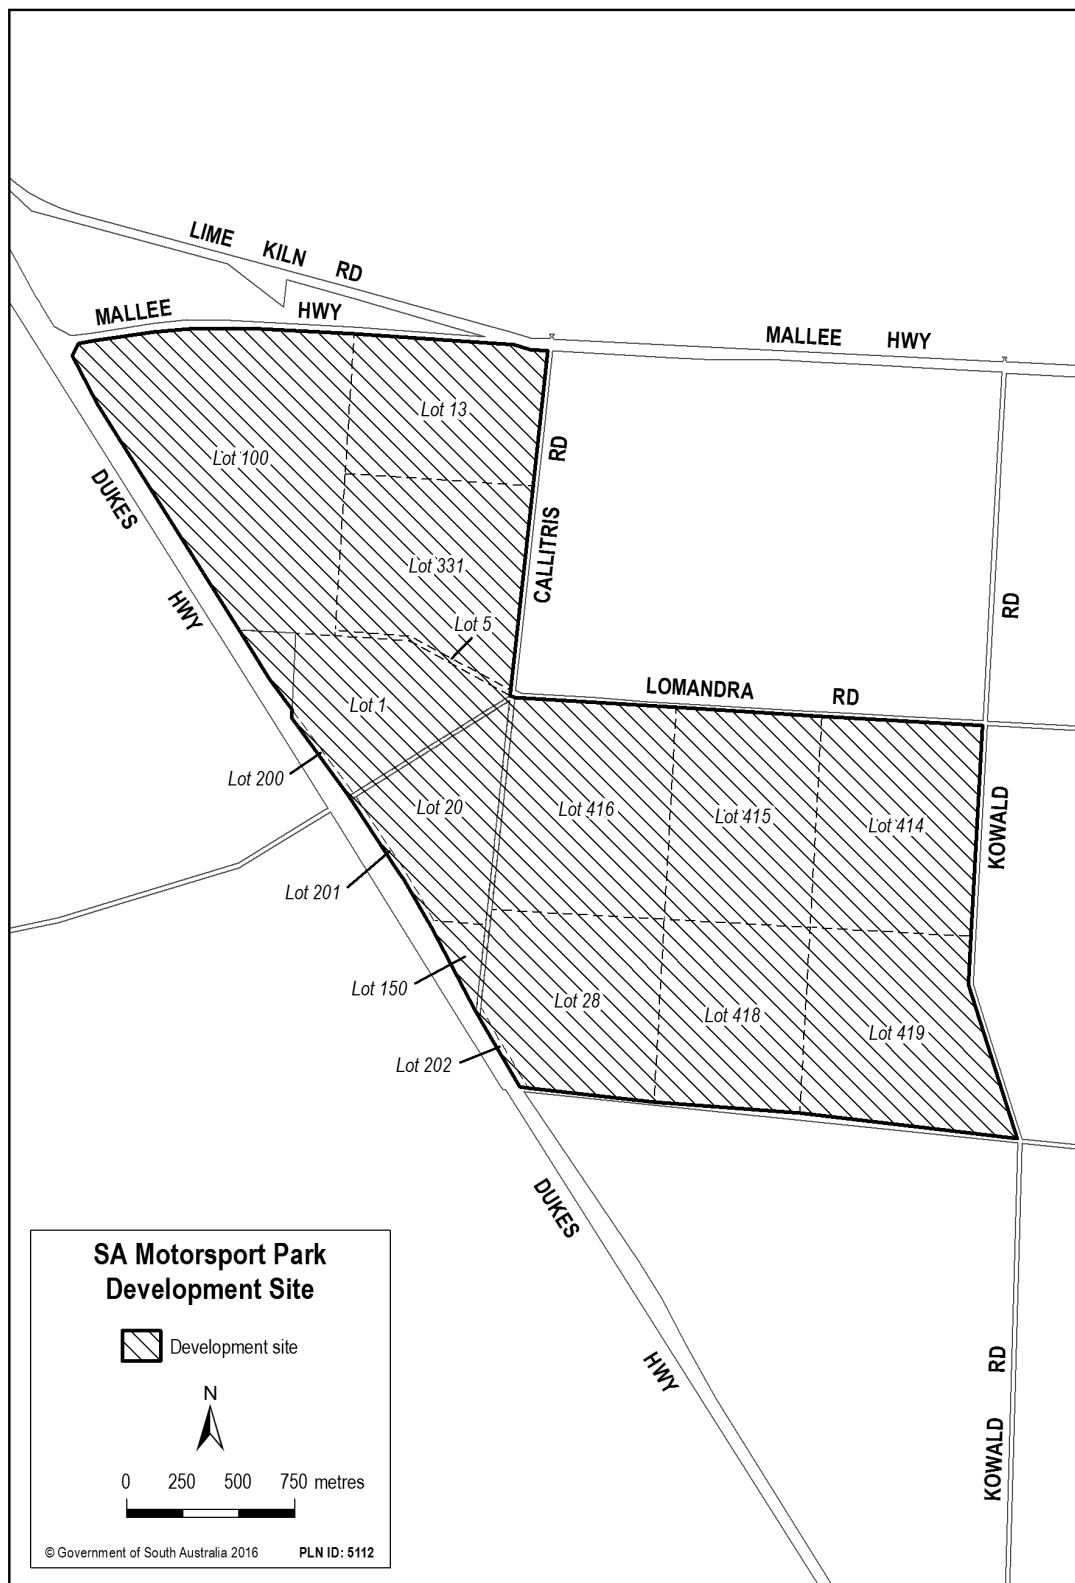 LIME KILN RD
MALLEE HWY
MALLEE HWY
Lot 13
Lot 100
RD
DUKES
CALLITRIS
Lot 331
HWY
RD
Lot 5
LOMANDRA RD
Lot 1
Lot 200
Lot 20
Lot 416
Lot 415
Lot 414
KOWALD
Lot 201
Lot 150
Lot 28
Lot 418
Lot 419
Lot 202
DUKES
HWY
RD
KOWALD
SA Motorsport Park
Development Site
Development site
N
0 250 500 750 metres
© Government of South Australia 2016 PLN ID: 5112